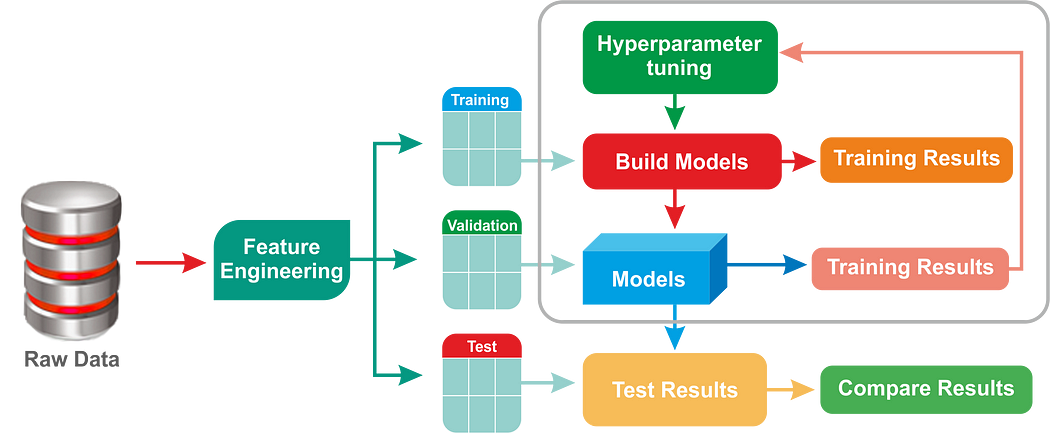 Hyperparameter
tuning
Training
Build Models
Training Results
Validation
Feature
Engineering
Models
Training Results
Raw Data
Test
Test Results
Compare Results